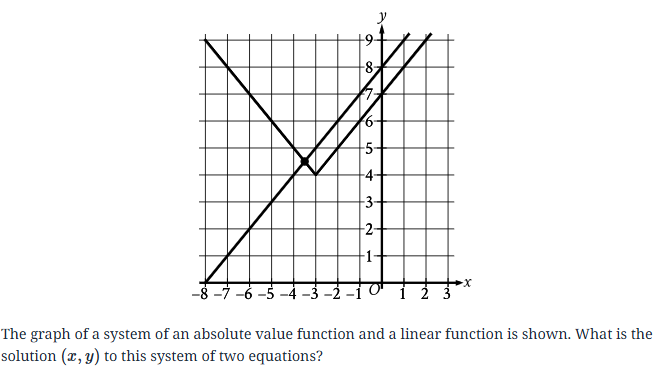 y
9
8
7
6
5
4
3
2
1
-8 -7 -6 -5 -4 -3 -2 -1 O 1 2 3 x
The graph of a system of an absolute value function and a linear function is shown. What is the
solution (x, y) to this system of two equations?